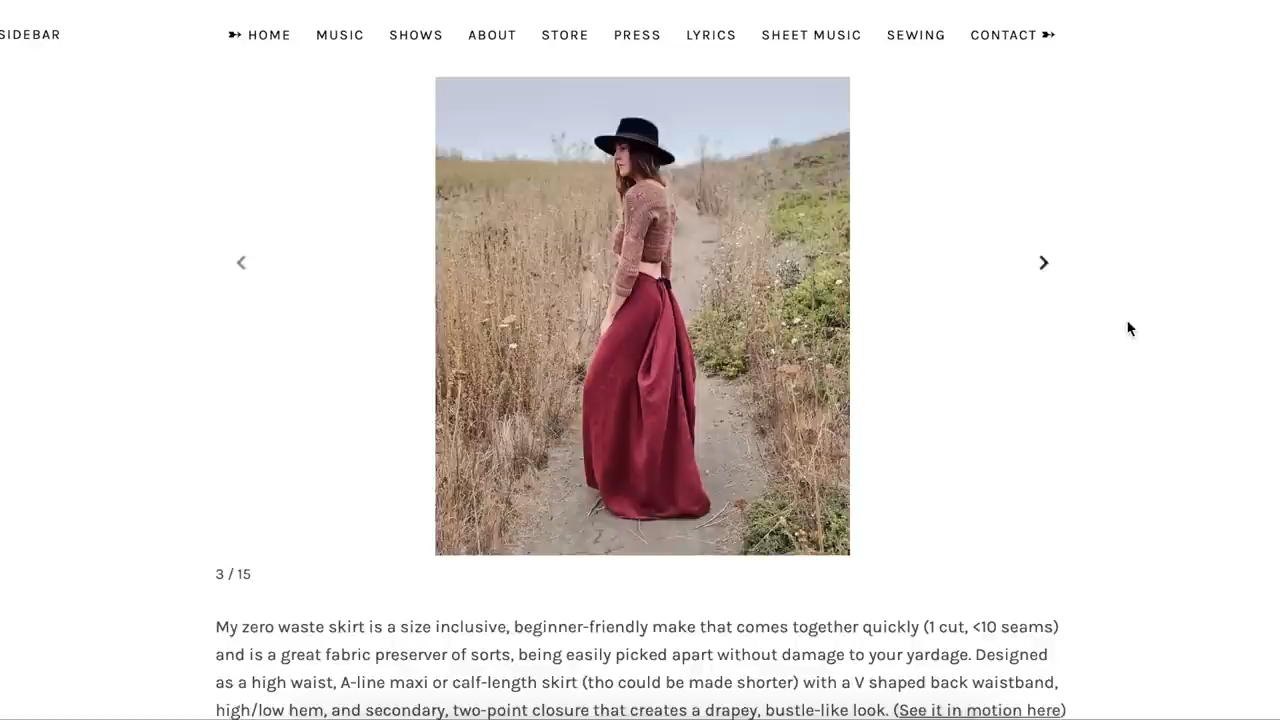 SIDEBAR
➳ HOME MUSIC SHOWS ABOUT STORE PRESS LYRICS SHEET MUSIC SEWING CONTACT ➳
3 / 15
My zero waste skirt is a size inclusive, beginner-friendly make that comes together quickly (1 cut, <10 seams)
and is a great fabric preserver of sorts, being easily picked apart without damage to your yardage. Designed
as a high waist, A-line maxi or calf-length skirt (tho could be made shorter) with a V shaped back waistband,
high/low hem, and secondary, two-point closure that creates a drapey, bustle-like look. (See it in motion here)